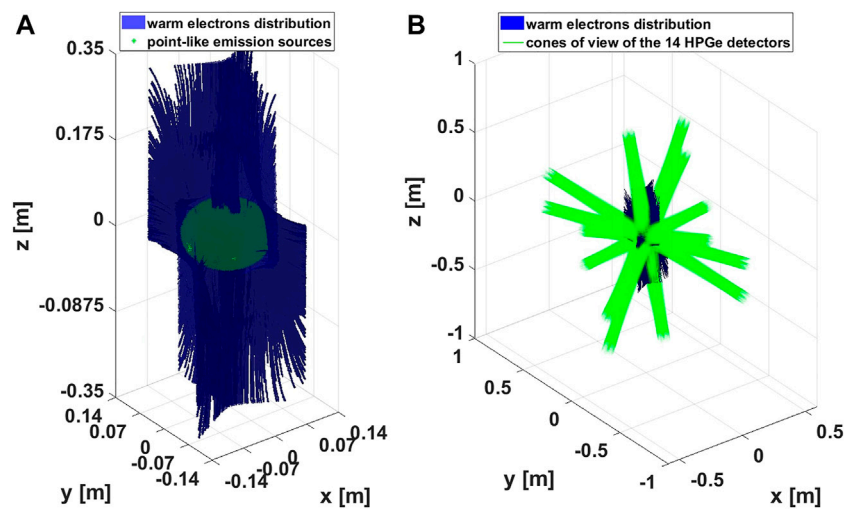 A
warm electrons distribution
point-like emission sources
0.35
0.175
0
-0.0875
-0.35
z [m]
0.14
0.07
0
-0.07
-0.14
y [m]
-0.14
-0.07
0
0.07
0.14
x [m]
B
warm electrons distribution
cones of view of the 14 HPGe detectors
1
0.5
0
-0.5
-1
z [m]
1
0.5
0
-0.5
-1
y [m]
-0.5
0
0.5
x [m]